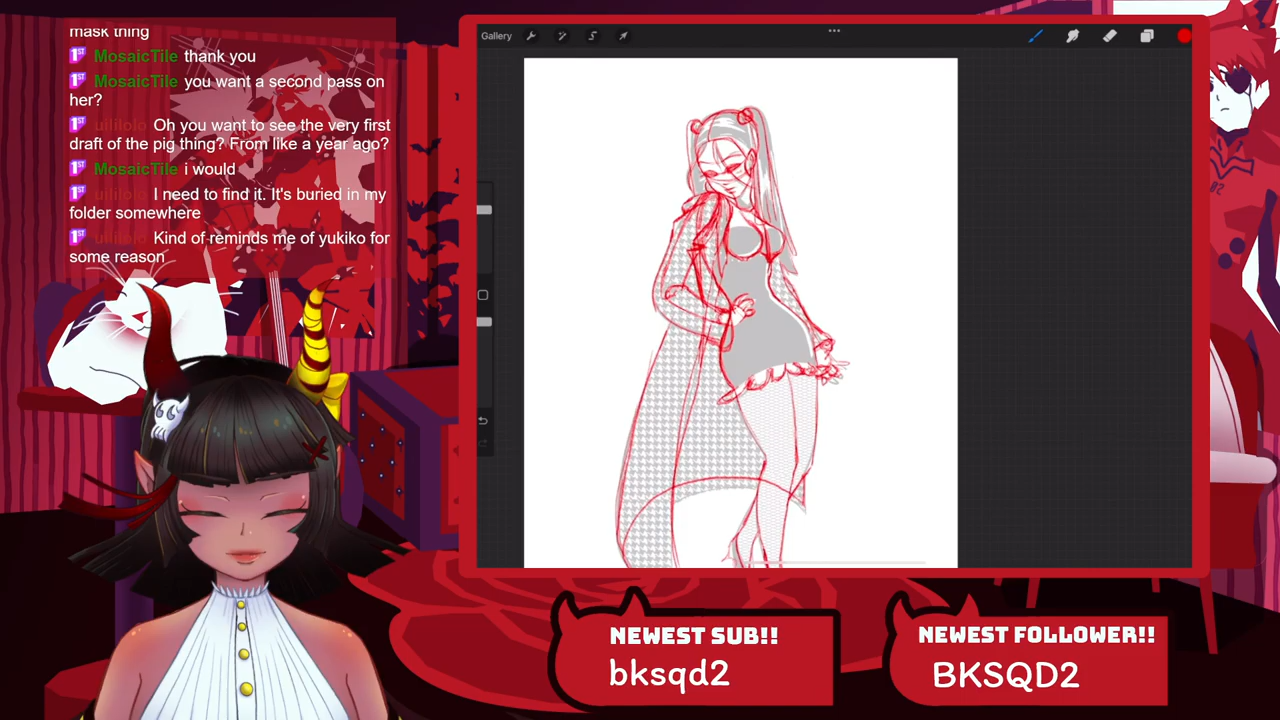 mask thing
MosaicTile thank you
MosaicTile you want a second pass on
her?
uililolo Oh you want to see the very first
draft of the pig thing? From like a year ago?
MosaicTile i would
uililolo I need to find it. It's buried in my
folder somewhere
uililolo Kind of reminds me of yukiko for
some reason
Gallery
NEWEST SUB!!
bksqd2
NEWEST FOLLOWER!!
BKSQD2